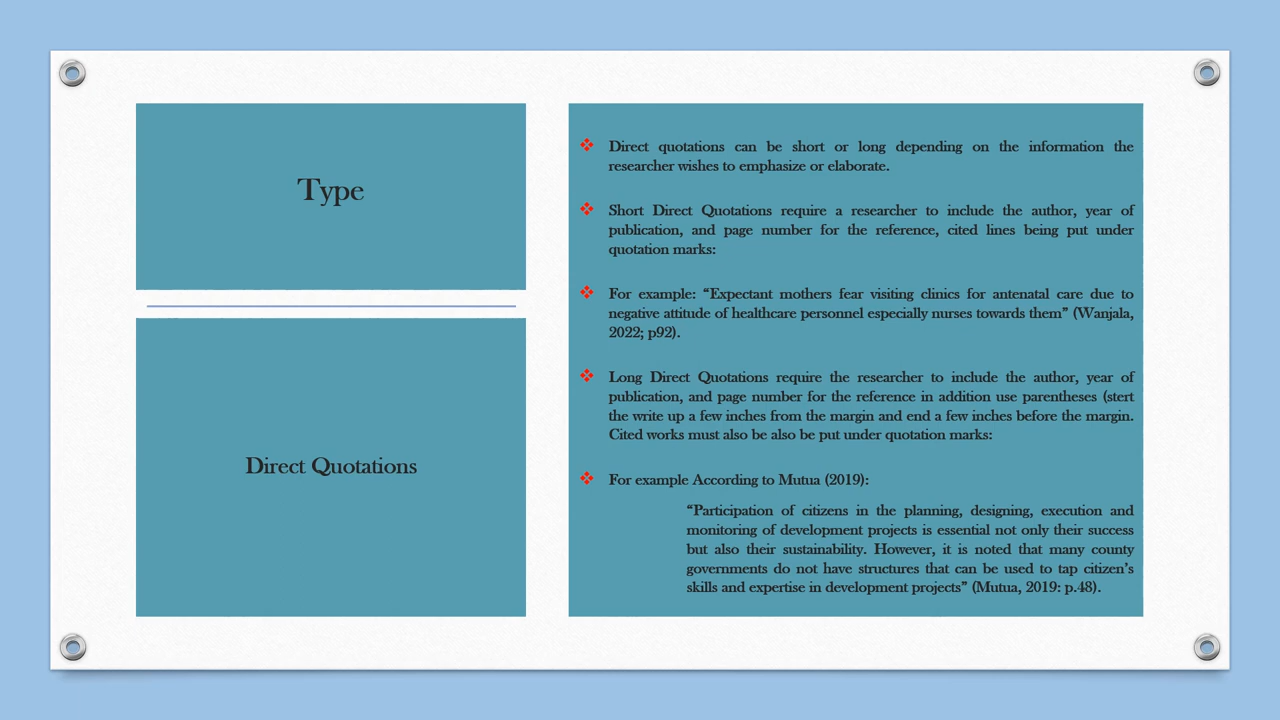 Type
Direct Quotations
❖ Direct quotations can be short or long depending on the information the
researcher wishes to emphasize or elaborate.
❖ Short Direct Quotations require a researcher to include the author, year of
publication, and page number for the reference, cited lines being put under
quotation marks:
❖ For example: “Expectant mothers fear visiting clinics for antenatal care due to
negative attitude of healthcare personnel especially nurses towards them” (Wanjala,
2022; p92).
❖ Long Direct Quotations require the researcher to include the author, year of
publication, and page number for the reference in addition use parentheses (stert
the write up a few inches from the margin and end a few inches before the margin.
Cited works must also be also be put under quotation marks:
❖ For example According to Mutua (2019):
“Participation of citizens in the planning, designing, execution and
monitoring of development projects is essential not only their success
but also their sustainability. However, it is noted that many county
governments do not have structures that can be used to tap citizen’s
skills and expertise in development projects” (Mutua, 2019: p.48).